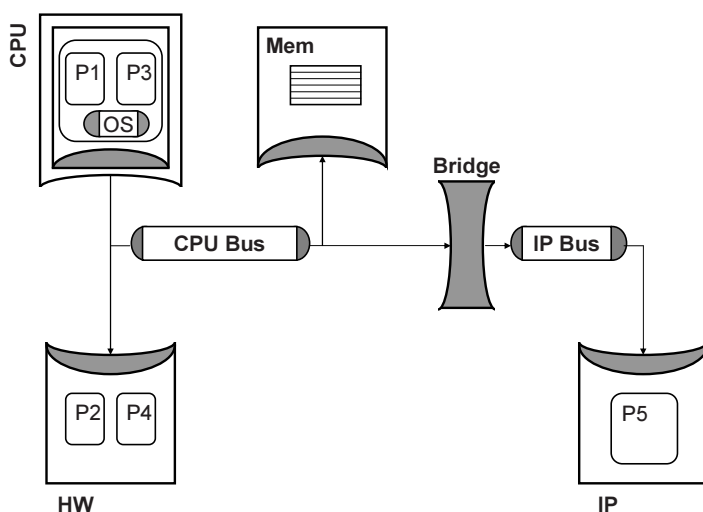 CPU
P1 P3
OS
Mem
Bridge
CPU Bus
IP Bus
P2 P4
P5
HW
IP